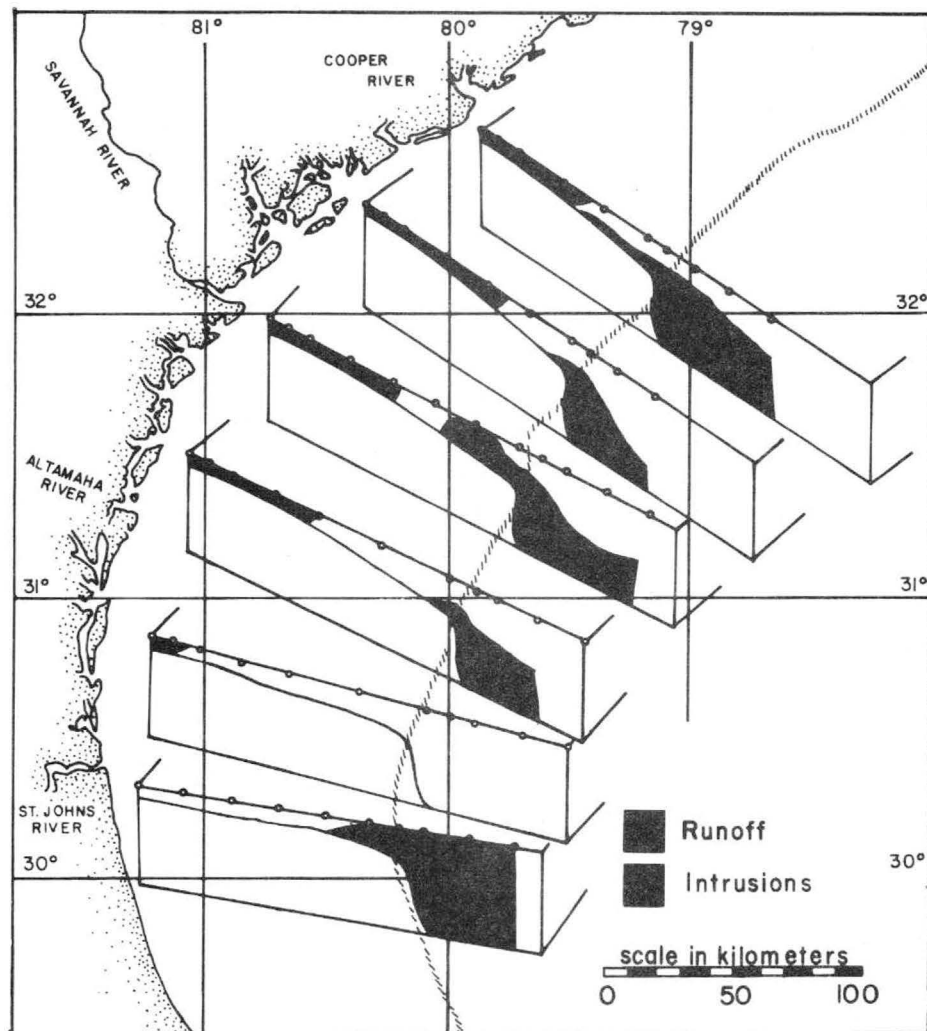 81° 80° 79°
COOPER
RIVER
SAVANNAH RIVER
32° 32°
ALTAMAHA
RIVER
31° 31°
ST. JOHNS
RIVER
Runoff
30° 30°
Intrusions
scale in kilometers
0 50 100